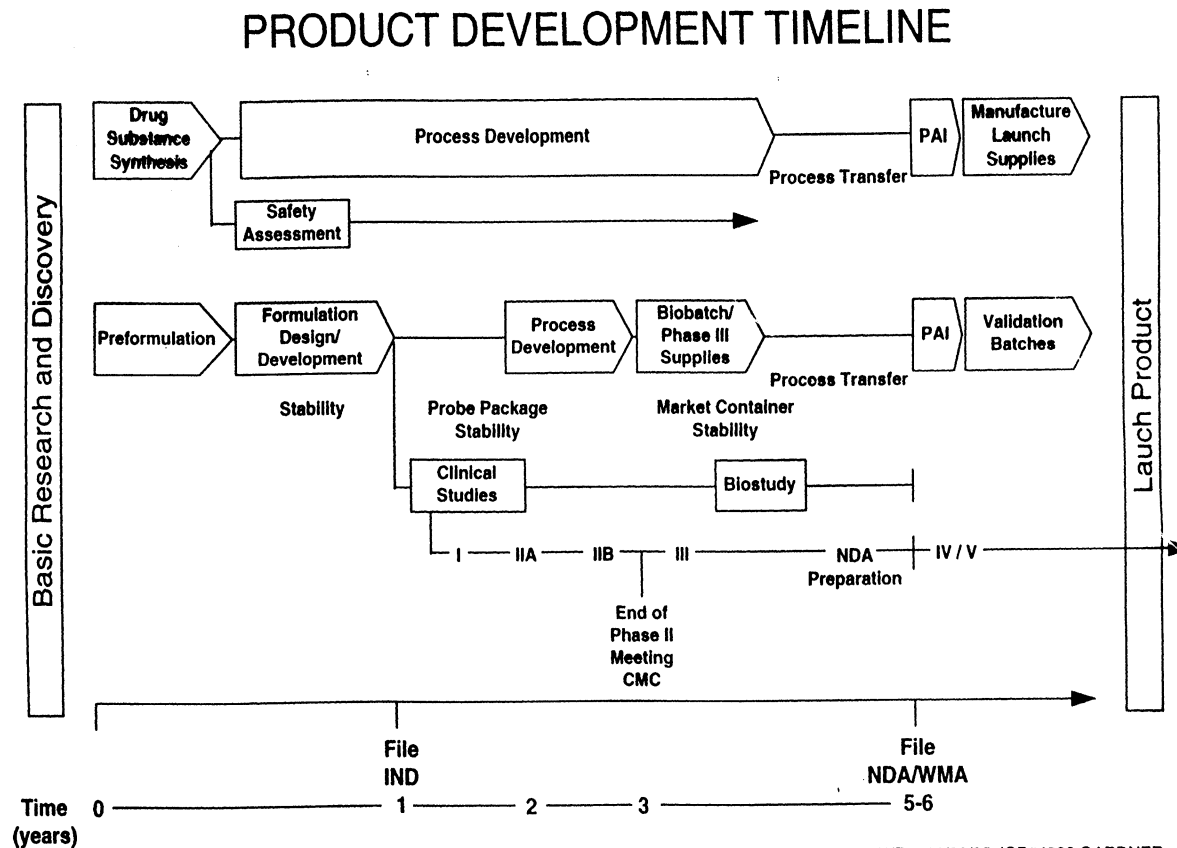 PRODUCT DEVELOPMENT TIMELINE
Basic Research and Discovery
Drug
Substance
Synthesis
Process Development
Process Transfer
PAI
Manufacture
Launch
Supplies
Safety
Assessment
Preformulation
Formulation
Design/
Development
Process
Development
Biobatch/
Phase III
Supplies
Procoss Transfer
PAI
Validation
Batches
Stability
Probe Package
Stability
Market Container
Stability
Clinical
Studies
Biostudy
I
IIA
IIB
III
NDA
Preparation
IV / V
End of
Phase II
Meeting
CMC
Lauch Product
File
IND
File
NDA/WMA
Time
(years)
0
1
2
3
5-6